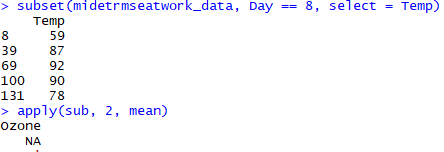 > subset(midetrmseatwork_data, Day == 8, select = Temp)
Temp
8 59
39 87
69 92
100 90
131 78
> apply(sub, 2, mean)
Ozone
NA